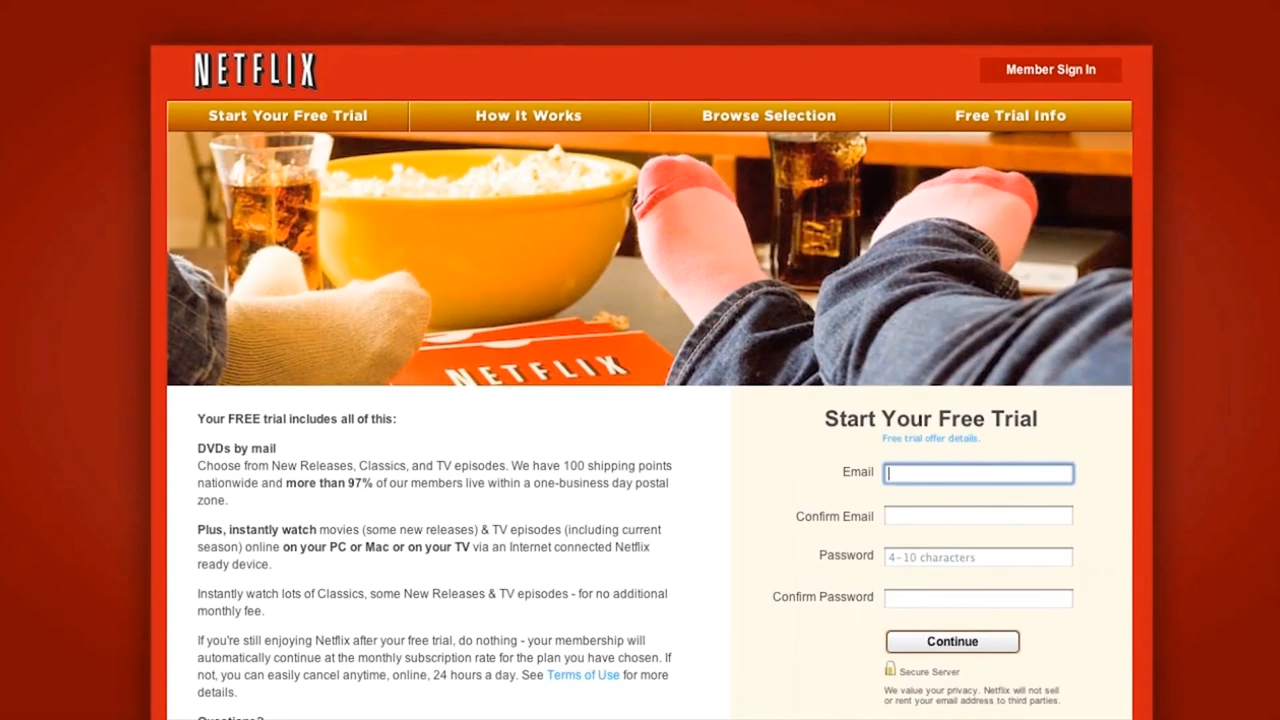 NETFLIX
Member Sign In
Start Your Free Trial
How It Works
Browse Selection
Free Trial Info
NETFLIX
Your FREE trial includes all of this:
DVDs by mail
Choose from New Releases, Classics, and TV episodes. We have 100 shipping points
nationwide and more than 97% of our members live within a one-business day postal
zone.
Plus, instantly watch movies (some new releases) & TV episodes (including current
season) online on your PC or Mac or on your TV via an Internet connected Netflix
ready device.
Instantly watch lots of Classics, some New Releases & TV episodes - for no additional
monthly fee.
If you're still enjoying Netflix after your free trial, do nothing - your membership will
automatically continue at the monthly subscription rate for the plan you have chosen. If
not, you can easily cancel anytime, online, 24 hours a day. See Terms of Use for more
details.
Questions?
Start Your Free Trial
Free trial offer details.
Email
Confirm Email
Password
4-10 characters
Confirm Password
Continue
Secure Server
We value your privacy. Netflix will not sell
or rent your email address to third parties.